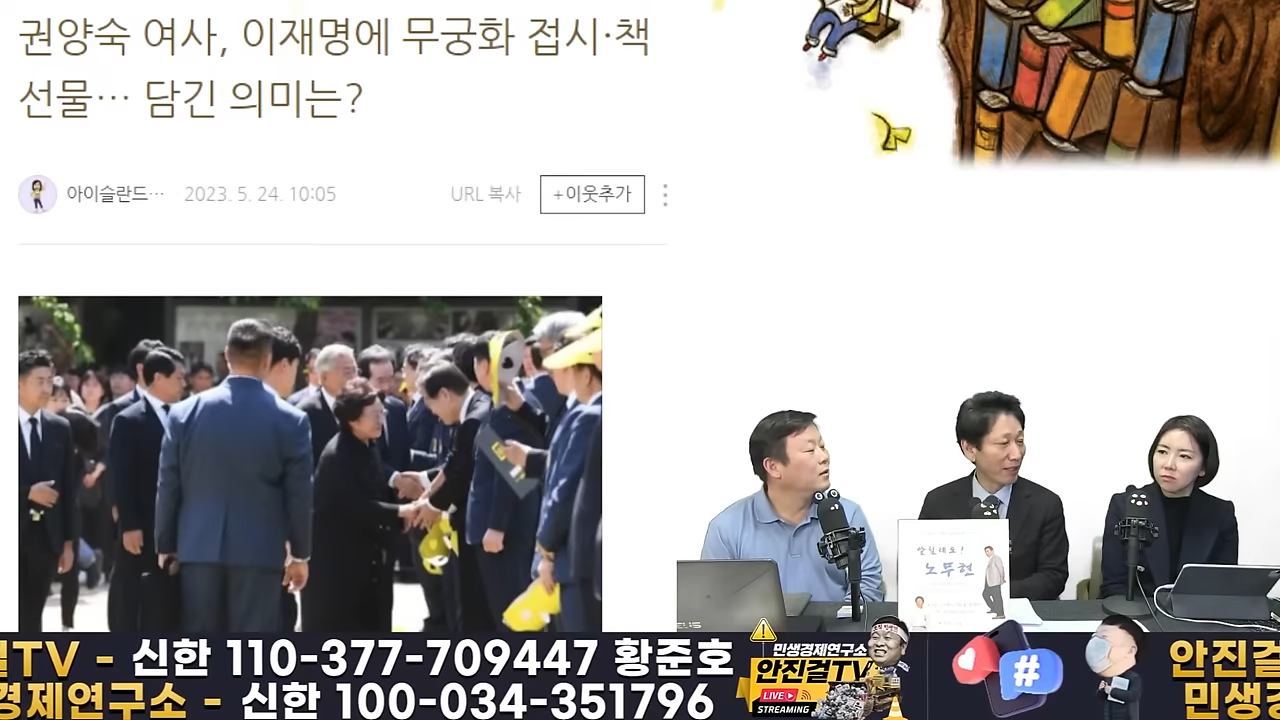 권양숙 여사, 이재명에 무궁화 접시·책
선물… 담긴 의미는?
아이슬란드… 2023. 5. 24. 10:05 URL 복사 +이웃추가
노무현
걸TV - 신한 110-377-709447 황준호
경제연구소 - 신한 100-034-351796
민생경제연구소
안진걸TV
LIVE
STREAMING
#
안진걸
민생경